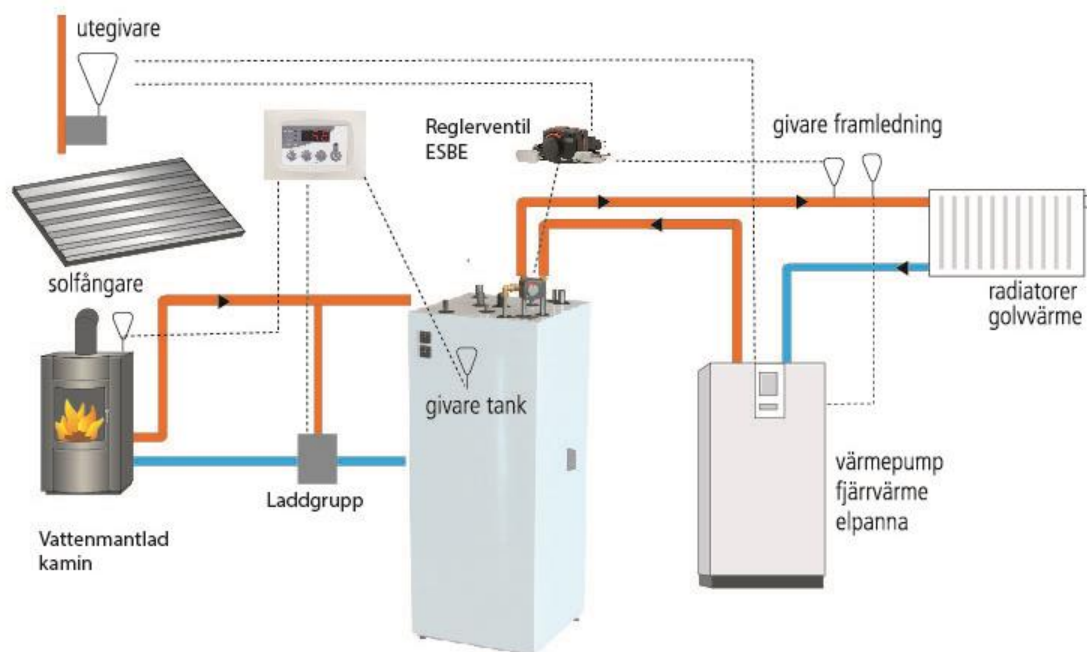 utegivare
Reglerventil
ESBE
givare framledning
solfångare
radiatorer
golvvärme
givare tank
värmepump
fjärrvärme
elpanna
Laddgrupp
Vattenmantlad
kamin